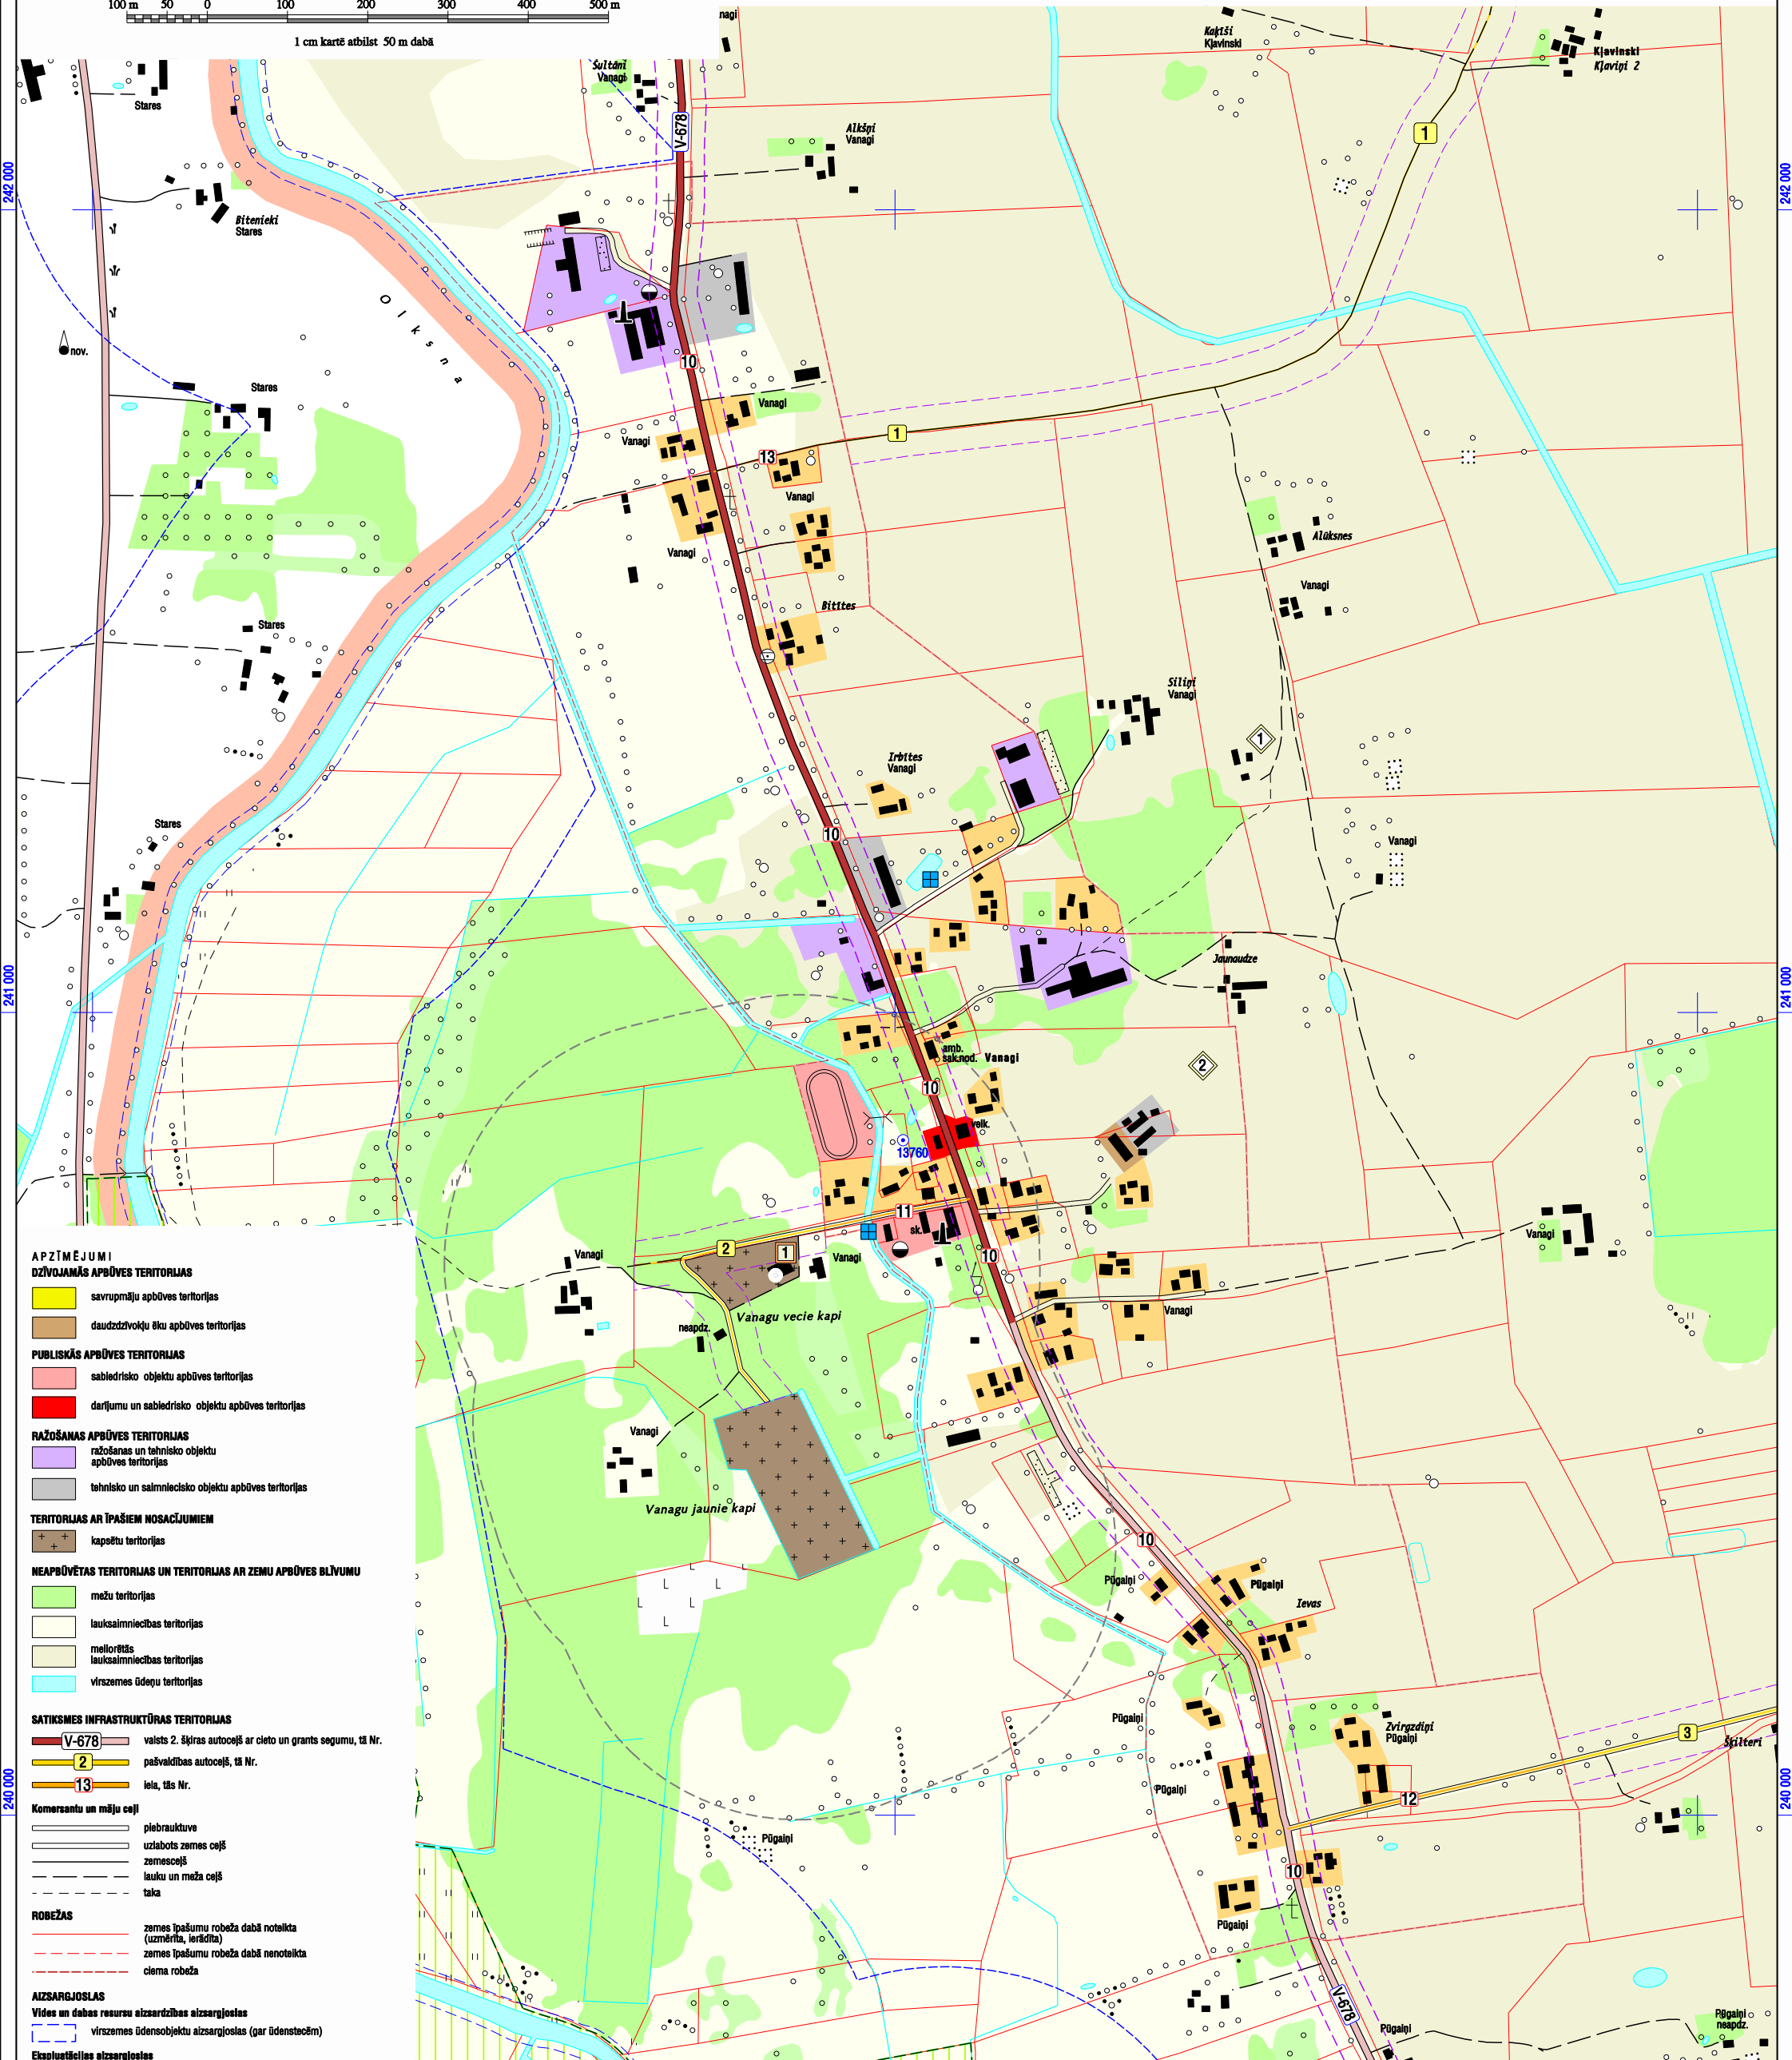 100 m 50 0 100 200 300 400 500 m
1 cm kartē atbilst 50 m dabā
nagi
Kaķīši
Kļavinski
Kļavinski
Kļaviņi 2
Sultāni
Vanagi
Stares
V-678
Alkšņi
Vanagi
1
242 000
242 000
Bitenieki
Stares
Olksna
nov.
10
Stares
Vanagi
Vanagi
13
1
Vanagi
Vanagi
Alūksnes
Vanagi
Bitītes
Stares
Siliņi
Vanagi
1
Irbītes
Vanagi
Stares
10
Vanagi
Jaunaudze
241 000
241 000
amb.
sak.nod. Vanagi
2
10
veik.
13760
11
sk.
Vanagi
2
1
Vanagi
10
Vanagi
Vanagu vecie kapi
neapdz.
Vanagi
Vanagi
Vanagu jaunie kapi
L L
L L
L
10
Pūgaiņi
Pūgaiņi
Ievas
Pūgaiņi
Zvirgzdiņi
Pūgaiņi
3
Šķilteri
Pūgaiņi
12
240 000
240 000
Pūgaiņi
10
Pūgaiņi
V-678
Pūgaiņi
Pūgaiņi
neapdz.
APZĪMĒJUMI
DZĪVOJAMĀS APBŪVES TERITORIJAS
savrupmāju apbūves teritorijas
daudzdzīvokļu ēku apbūves teritorijas
PUBLISKĀS APBŪVES TERITORIJAS
sabiedrisko objektu apbūves teritorijas
darījumu un sabiedrisko objektu apbūves teritorijas
RAŽOŠANAS APBŪVES TERITORIJAS
ražošanas un tehnisko objektu
apbūves teritorijas
tehnisko un saimniecisko objektu apbūves teritorijas
TERITORIJAS AR ĪPAŠIEM NOSACĪJUMIEM
kapsētu teritorijas
NEAPBŪVĒTAS TERITORIJAS UN TERITORIJAS AR ZEMU APBŪVES BLĪVUMU
mežu teritorijas
lauksaimniecības teritorijas
meliorētās
lauksaimniecības teritorijas
virszemes ūdeņu teritorijas
SATIKSMES INFRASTRUKTŪRAS TERITORIJAS
V-678 valsts 2. šķiras autoceļš ar cieto un grants segumu, tā Nr.
2 pašvaldības autoceļš, tā Nr.
13 iela, tās Nr.
Komersantu un māju ceļi
piebrauktuve
uzlabots zemes ceļš
zemesceļš
lauku un meža ceļš
taka
ROBEŽAS
zemes īpašumu robeža dabā noteikta
(uzmērīta, ierādīta)
zemes īpašumu robeža dabā nenoteikta
ciema robeža
AIZSARGJOSLAS
Vides un dabas resursu aizsardzības aizsargjoslas
virszemes ūdensobjektu aizsargjoslas (gar ūdenstecēm)
Ekspluatācijas aizsargjoslas